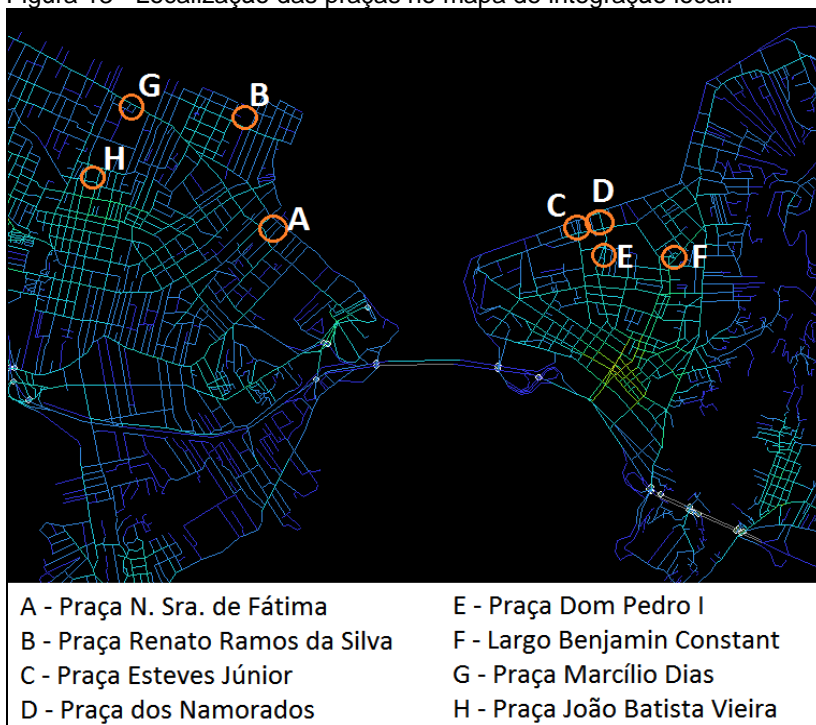 Figura 18 - Localização das praças no mapa de integração local.
G
B
H
A
C
D
E
F
A - Praça N. Sra. de Fátima
B - Praça Renato Ramos da Silva
C - Praça Esteves Júnior
D - Praça dos Namorados
E - Praça Dom Pedro I
F - Largo Benjamin Constant
G - Praça Marcílio Dias
H - Praça João Batista Vieira